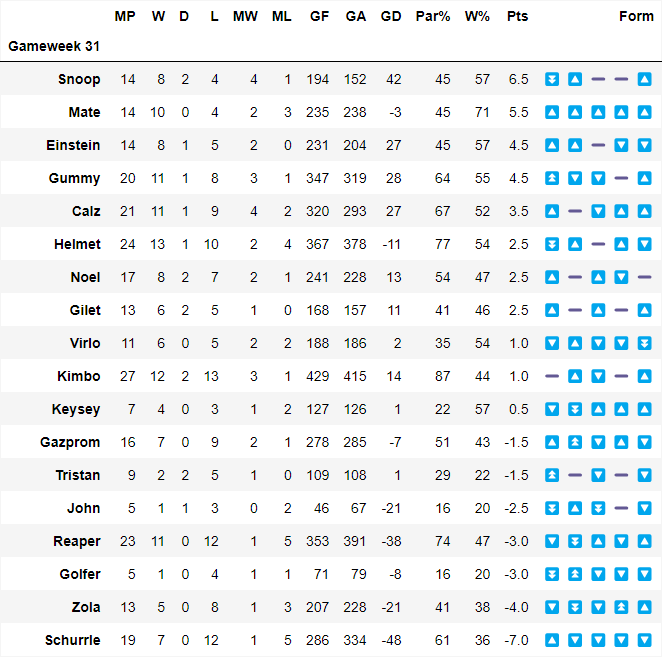 MP W D L MW ML GF GA GD Par% W% Pts Form
Gameweek 31
Snoop 14 8 2 4 4 1 194 152 42 45 57 6.5 ⏬ 🔼 ➖ ➖ 🔼
Mate 14 10 0 4 2 3 235 238 -3 45 71 5.5 🔼 🔼 🔼 🔼 🔼
Einstein 14 8 1 5 2 0 231 204 27 45 57 4.5 🔼 🔼 ➖ 🔽 🔽
Gummy 20 11 1 8 3 1 347 319 28 64 55 4.5 ⏫ 🔽 🔽 ➖ 🔼
Calz 21 11 1 9 4 2 320 293 27 67 52 3.5 🔼 ➖ 🔽 🔼 🔼
Helmet 24 13 1 10 2 4 367 378 -11 77 54 2.5 ⏬ 🔼 ➖ 🔼 🔽
Noel 17 8 2 7 2 1 241 228 13 54 47 2.5 🔼 ➖ 🔼 🔽 ➖
Gilet 13 6 2 5 1 0 168 157 11 41 46 2.5 🔼 ➖ 🔼 ➖ 🔼
Virlo 11 6 0 5 2 2 188 186 2 35 54 1.0 🔽 🔼 🔽 🔽 ⏬
Kimbo 27 12 2 13 3 1 429 415 14 87 44 1.0 ➖ 🔼 🔽 ➖ 🔼
Keysey 7 4 0 3 1 2 127 126 1 22 57 0.5 🔽 ⏬ 🔼 🔼 🔼
Gazprom 16 7 0 9 2 1 278 285 -7 51 43 -1.5 🔼 ⏫ 🔽 🔼 🔽
Tristan 9 2 2 5 1 0 109 108 1 29 22 -1.5 ⏫ ➖ 🔽 ➖ 🔽
John 5 1 1 3 0 2 46 67 -21 16 20 -2.5 ⏬ 🔼 ⏬ ➖ 🔽
Reaper 23 11 0 12 1 5 353 391 -38 74 47 -3.0 🔽 ⏬ 🔼 🔽 🔼
Golfer 5 1 0 4 1 1 71 79 -8 16 20 -3.0 ⏬ ⏫ 🔽 🔽 🔽
Zola 13 5 0 8 1 3 207 228 -21 41 38 -4.0 🔽 ⏬ 🔽 ⏫ 🔼
Schurrle 19 7 0 12 1 5 286 334 -48 61 36 -7.0 🔼 🔽 🔽 🔽 🔽